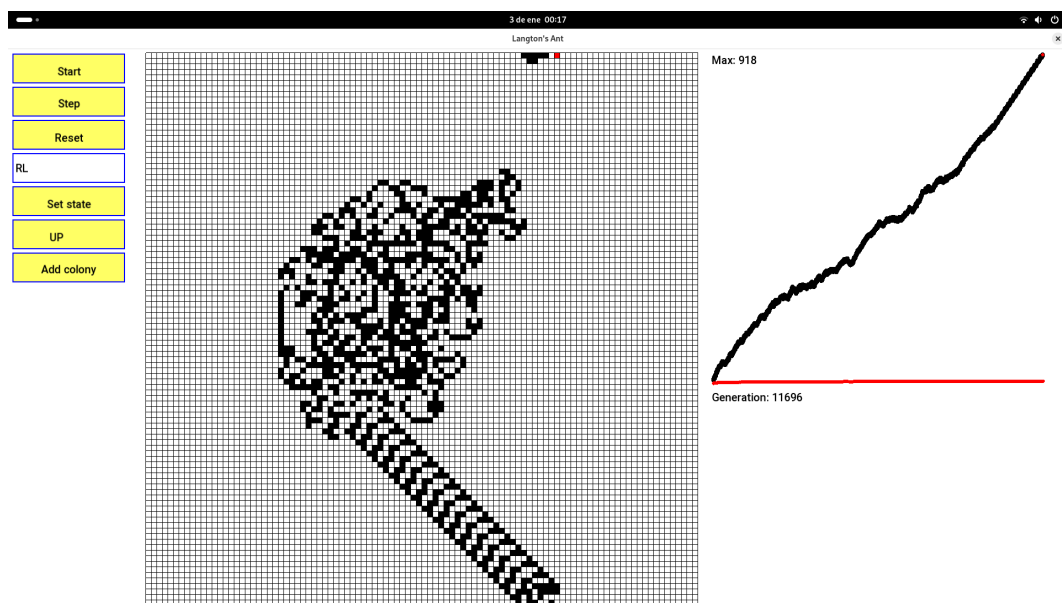 3 de ene 00:17
Langton's Ant
Start
Step
Reset
RL
Set state
UP
Add colony
Max: 918
Generation: 11696